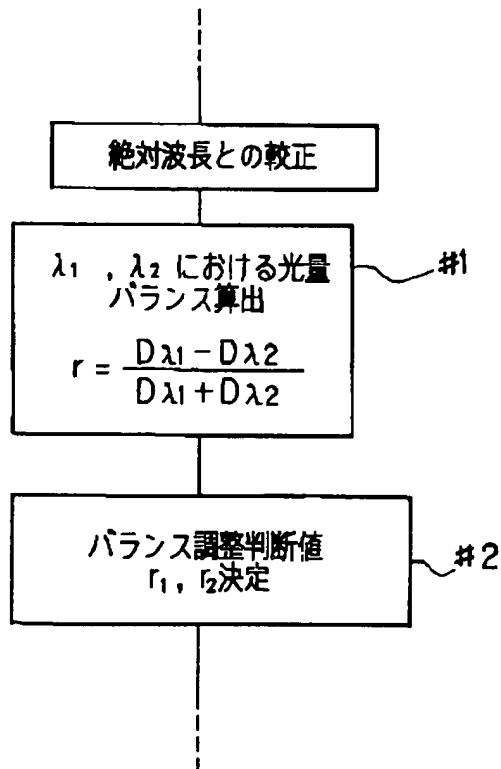 絶対波長との較正
λ1 , λ2 における光量
バランス算出
r = Dλ1 − Dλ2 / Dλ1 + Dλ2
#1
バランス調整判断値
r1 , r2決定
#2